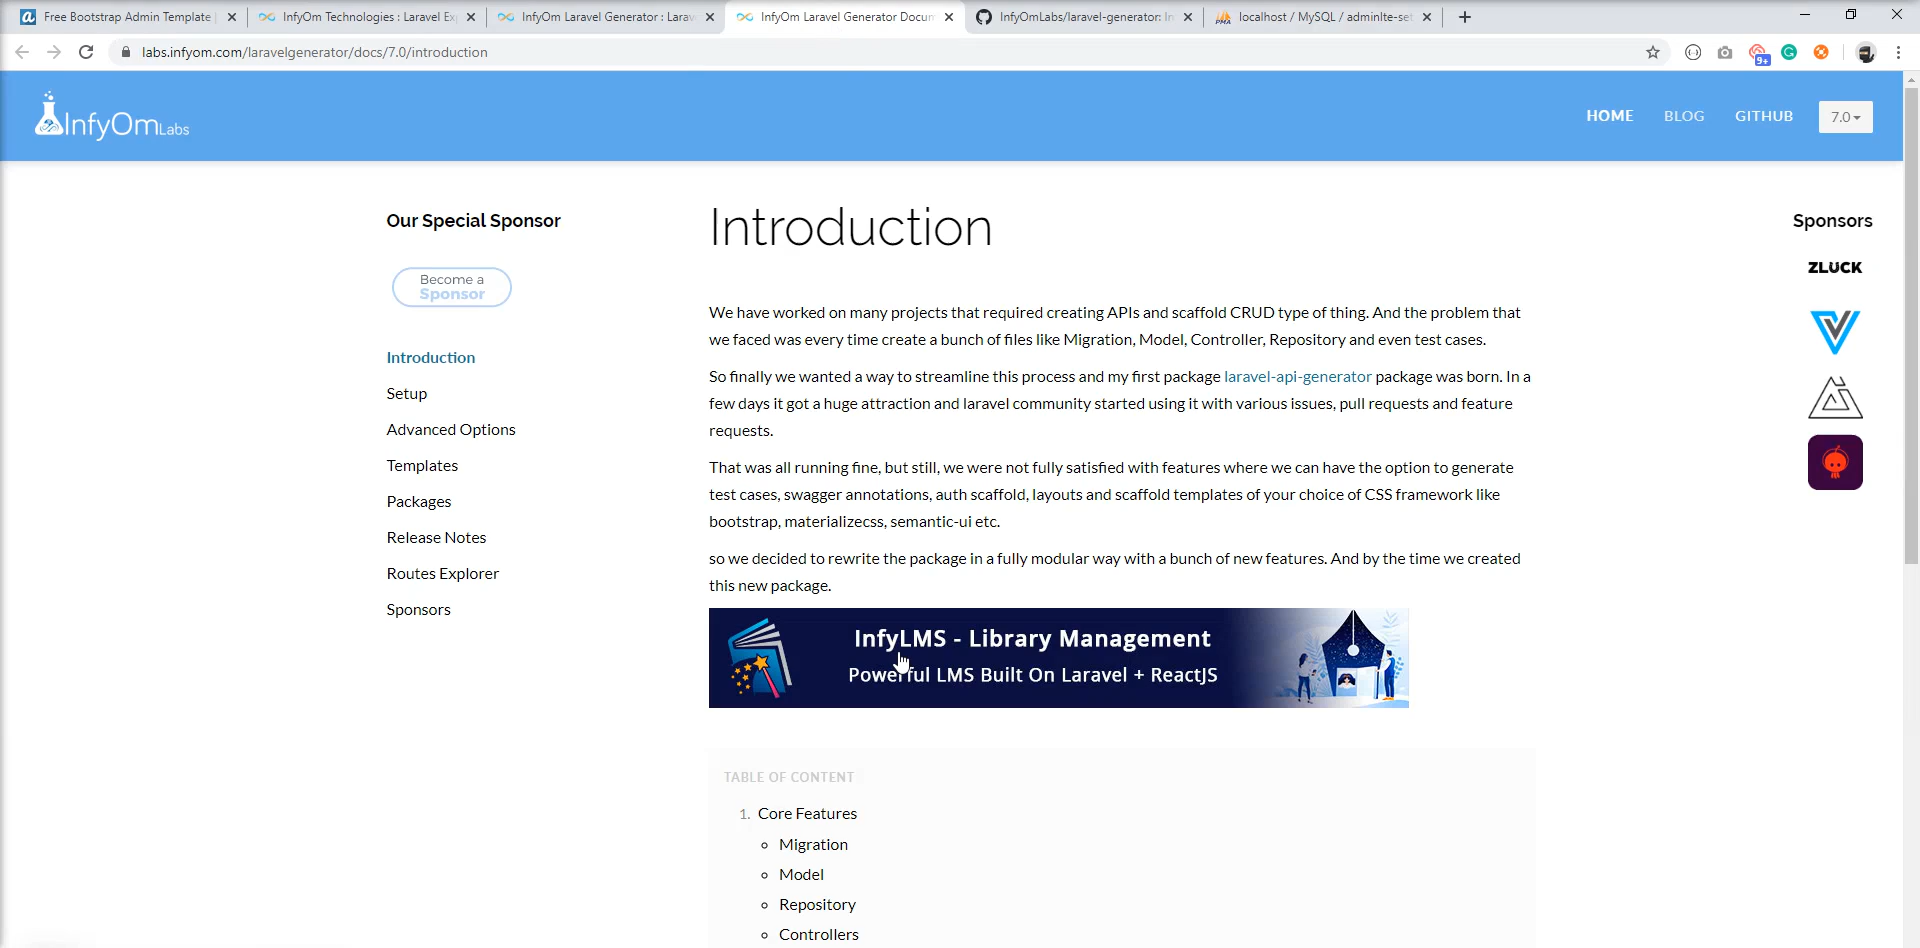 Free Bootstrap Admin Template
InfyOm Technologies : Laravel Ex
InfyOm Laravel Generator : Larav
InfyOm Laravel Generator Docum
InfyOmLabs/laravel-generator: In
localhost / MySQL / adminlte-set
labs.infyom.com/laravelgenerator/docs/7.0/introduction
9+
InfyOmLabs
HOME
BLOG
GITHUB
7.0
Our Special Sponsor
Become a
Sponsor
Introduction
Setup
Advanced Options
Templates
Packages
Release Notes
Routes Explorer
Sponsors
Introduction
We have worked on many projects that required creating APIs and scaffold CRUD type of thing. And the problem that
we faced was every time create a bunch of files like Migration, Model, Controller, Repository and even test cases.
So finally we wanted a way to streamline this process and my first package laravel-api-generator package was born. In a
few days it got a huge attraction and laravel community started using it with various issues, pull requests and feature
requests.
That was all running fine, but still, we were not fully satisfied with features where we can have the option to generate
test cases, swagger annotations, auth scaffold, layouts and scaffold templates of your choice of CSS framework like
bootstrap, materializecss, semantic-ui etc.
so we decided to rewrite the package in a fully modular way with a bunch of new features. And by the time we created
this new package.
InfyLMS - Library Management
Powerful LMS Built On Laravel + ReactJS
TABLE OF CONTENT
1. Core Features
Migration
Model
Repository
Controllers
Sponsors
ZLUCK